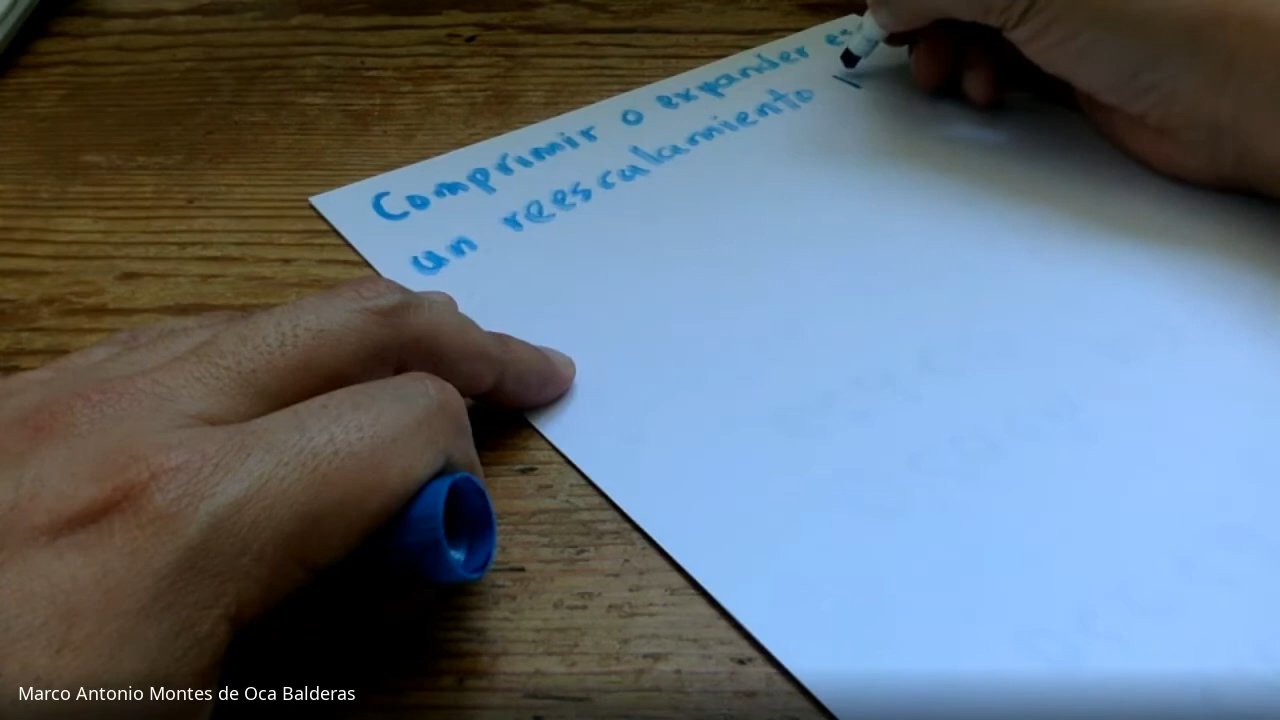 Comprimir o expander
un reescalamiento
Marco Antonio Montes de Oca Balderas